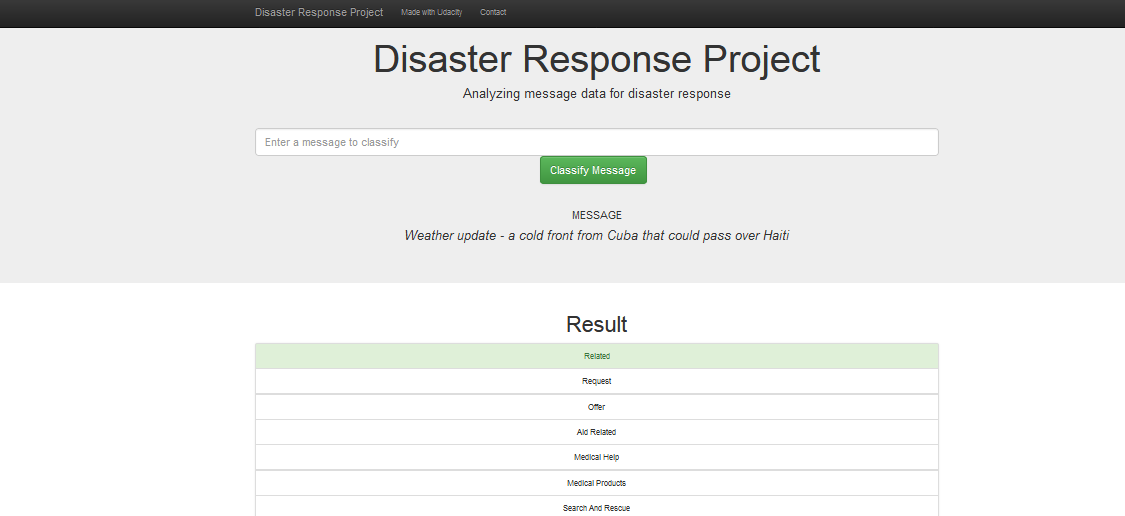 Disaster Response Project Made with Udacity Contact
Disaster Response Project
Analyzing message data for disaster response
Enter a message to classify
Classify Message
MESSAGE
Weather update - a cold front from Cuba that could pass over Haiti
Result
Related
Request
Offer
Aid Related
Medical Help
Medical Products
Search And Rescue